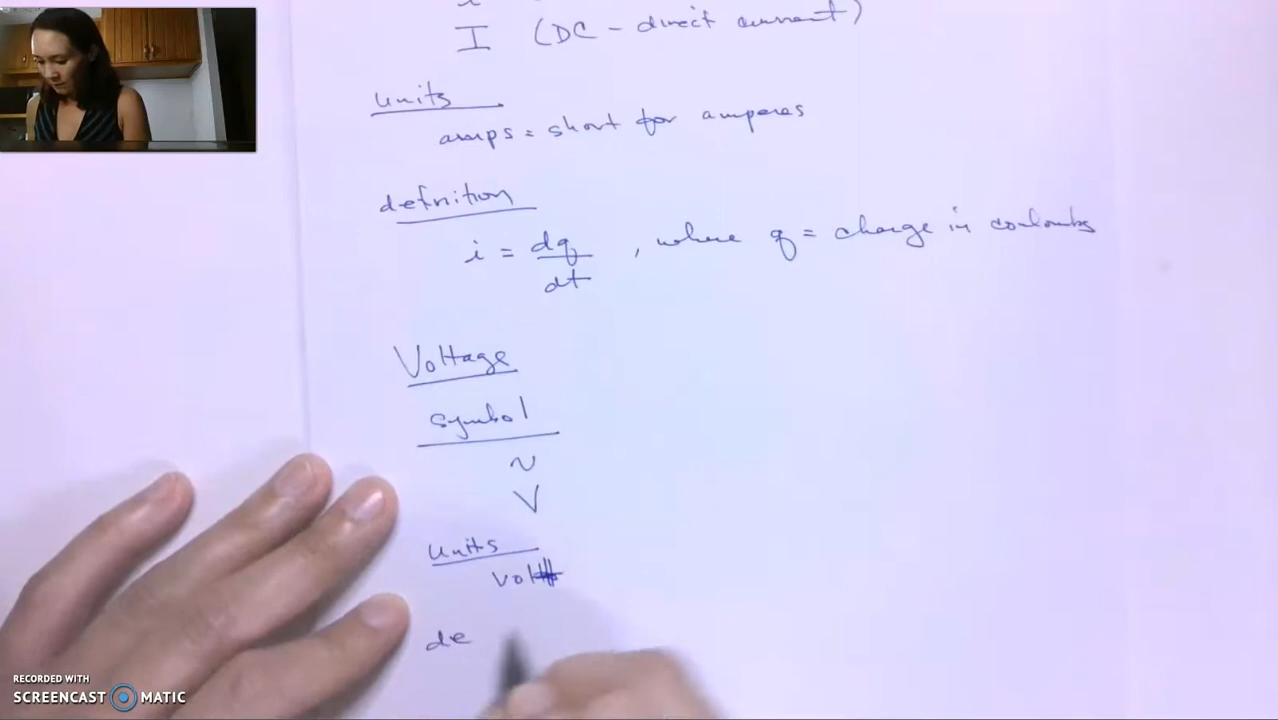 I (DC - direct current)
units
amps = short for amperes
definition
i = dq/dt , where q = charge in coulombs
Voltage
symbol
v
V
units
volt
de
RECORDED WITH
SCREENCAST MATIC